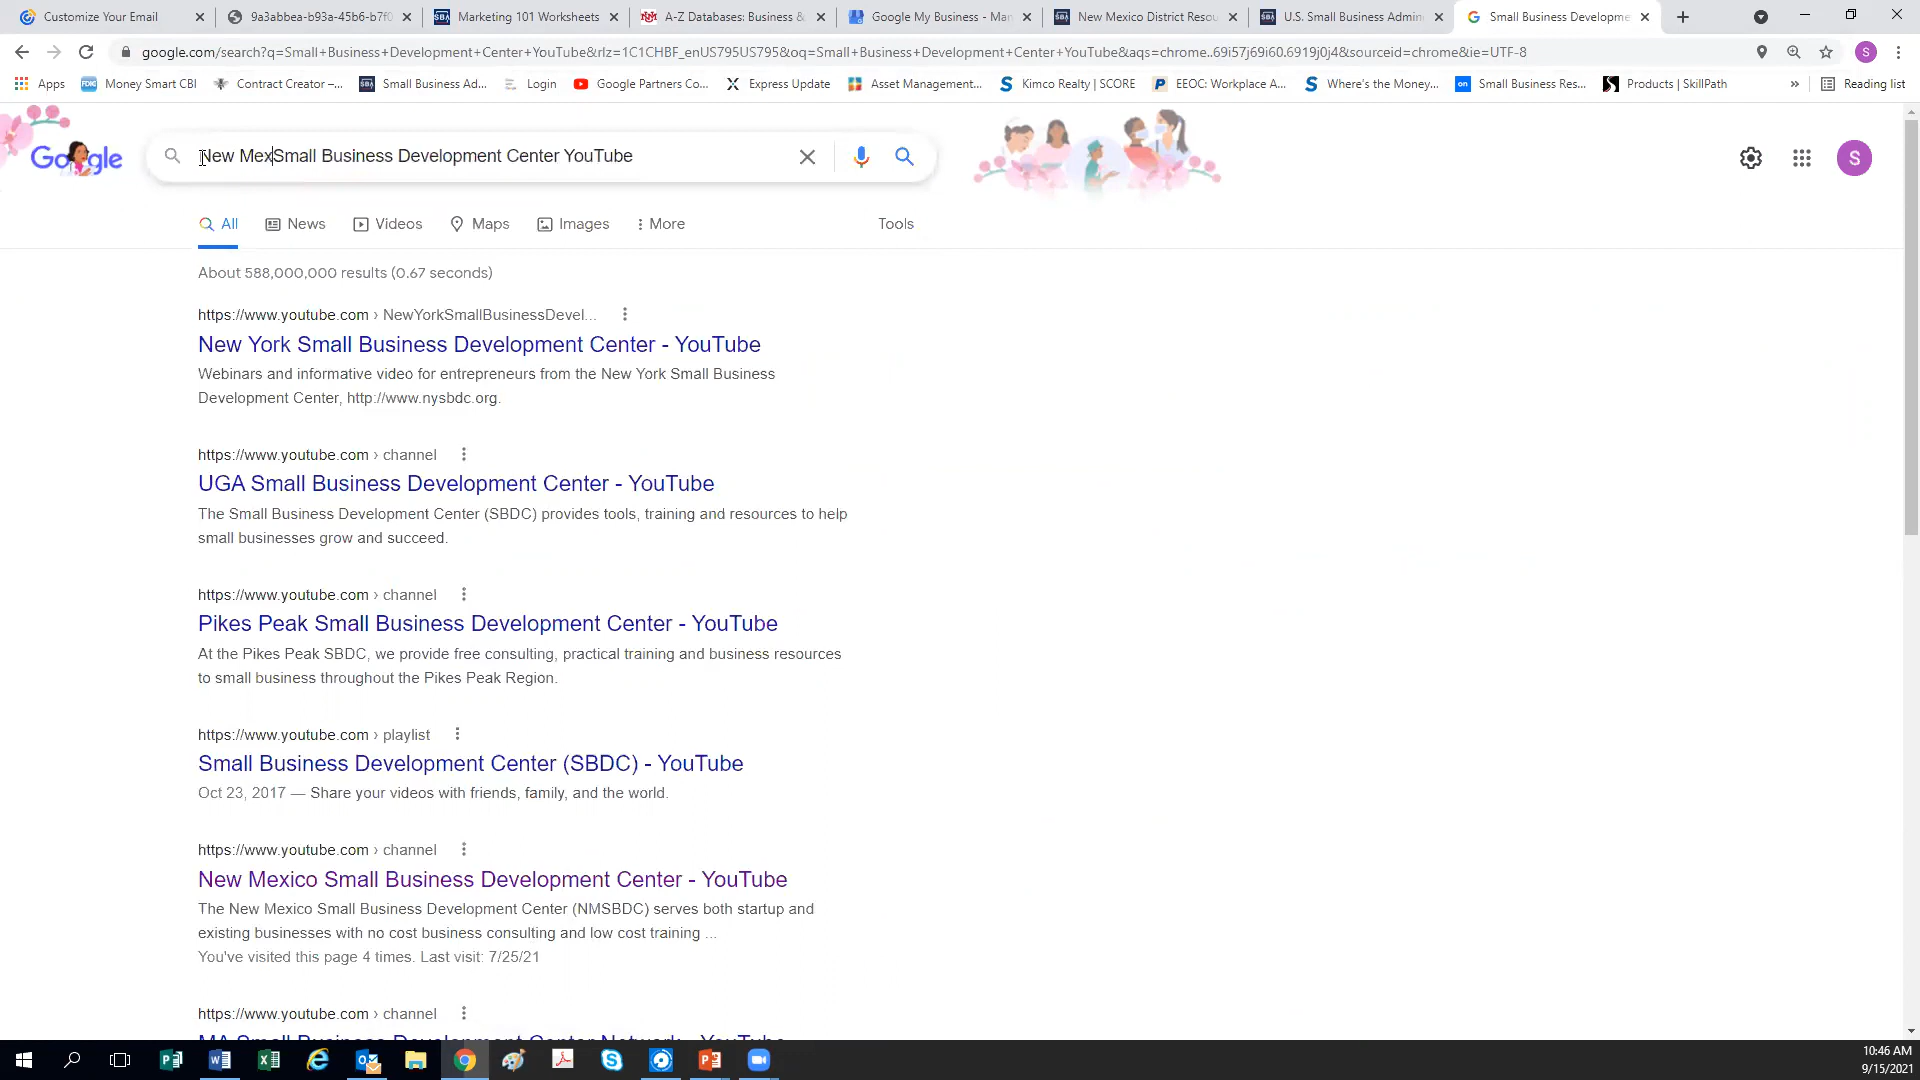 Customize Your Email
9a3abbea-b93a-45b6-b7f0
Marketing 101 Worksheets
A-Z Databases: Business &
Google My Business - Man
New Mexico District Resou
U.S. Small Business Admin
Small Business Developme
google.com/search?q=Small+Business+Development+Center+YouTube&rlz=1C1CHBF_enUS795US795&oq=Small+Business+Development+Center+YouTube&aqs=chrome..69i57j69i60.6919j0j4&sourceid=chrome&ie=UTF-8
S
Apps
Money Smart CBI
Contract Creator –...
Small Business Ad...
Login
Google Partners Co...
Express Update
Asset Management...
Kimco Realty | SCORE
EEOC: Workplace A...
Where's the Money...
Small Business Res...
Products | SkillPath
»
Reading list
Google
New MexSmall Business Development Center YouTube
S
All
News
Videos
Maps
Images
More
Tools
About 588,000,000 results (0.67 seconds)
https://www.youtube.com › NewYorkSmallBusinessDevel...
New York Small Business Development Center - YouTube
Webinars and informative video for entrepreneurs from the New York Small Business
Development Center, http://www.nysbdc.org.
https://www.youtube.com › channel
UGA Small Business Development Center - YouTube
The Small Business Development Center (SBDC) provides tools, training and resources to help
small businesses grow and succeed.
https://www.youtube.com › channel
Pikes Peak Small Business Development Center - YouTube
At the Pikes Peak SBDC, we provide free consulting, practical training and business resources
to small business throughout the Pikes Peak Region.
https://www.youtube.com › playlist
Small Business Development Center (SBDC) - YouTube
Oct 23, 2017 — Share your videos with friends, family, and the world.
https://www.youtube.com › channel
New Mexico Small Business Development Center - YouTube
The New Mexico Small Business Development Center (NMSBDC) serves both startup and
existing businesses with no cost business consulting and low cost training ...
You've visited this page 4 times. Last visit: 7/25/21
https://www.youtube.com › channel
MA Small Business Development Center Network - YouTube
10:46 AM
9/15/2021